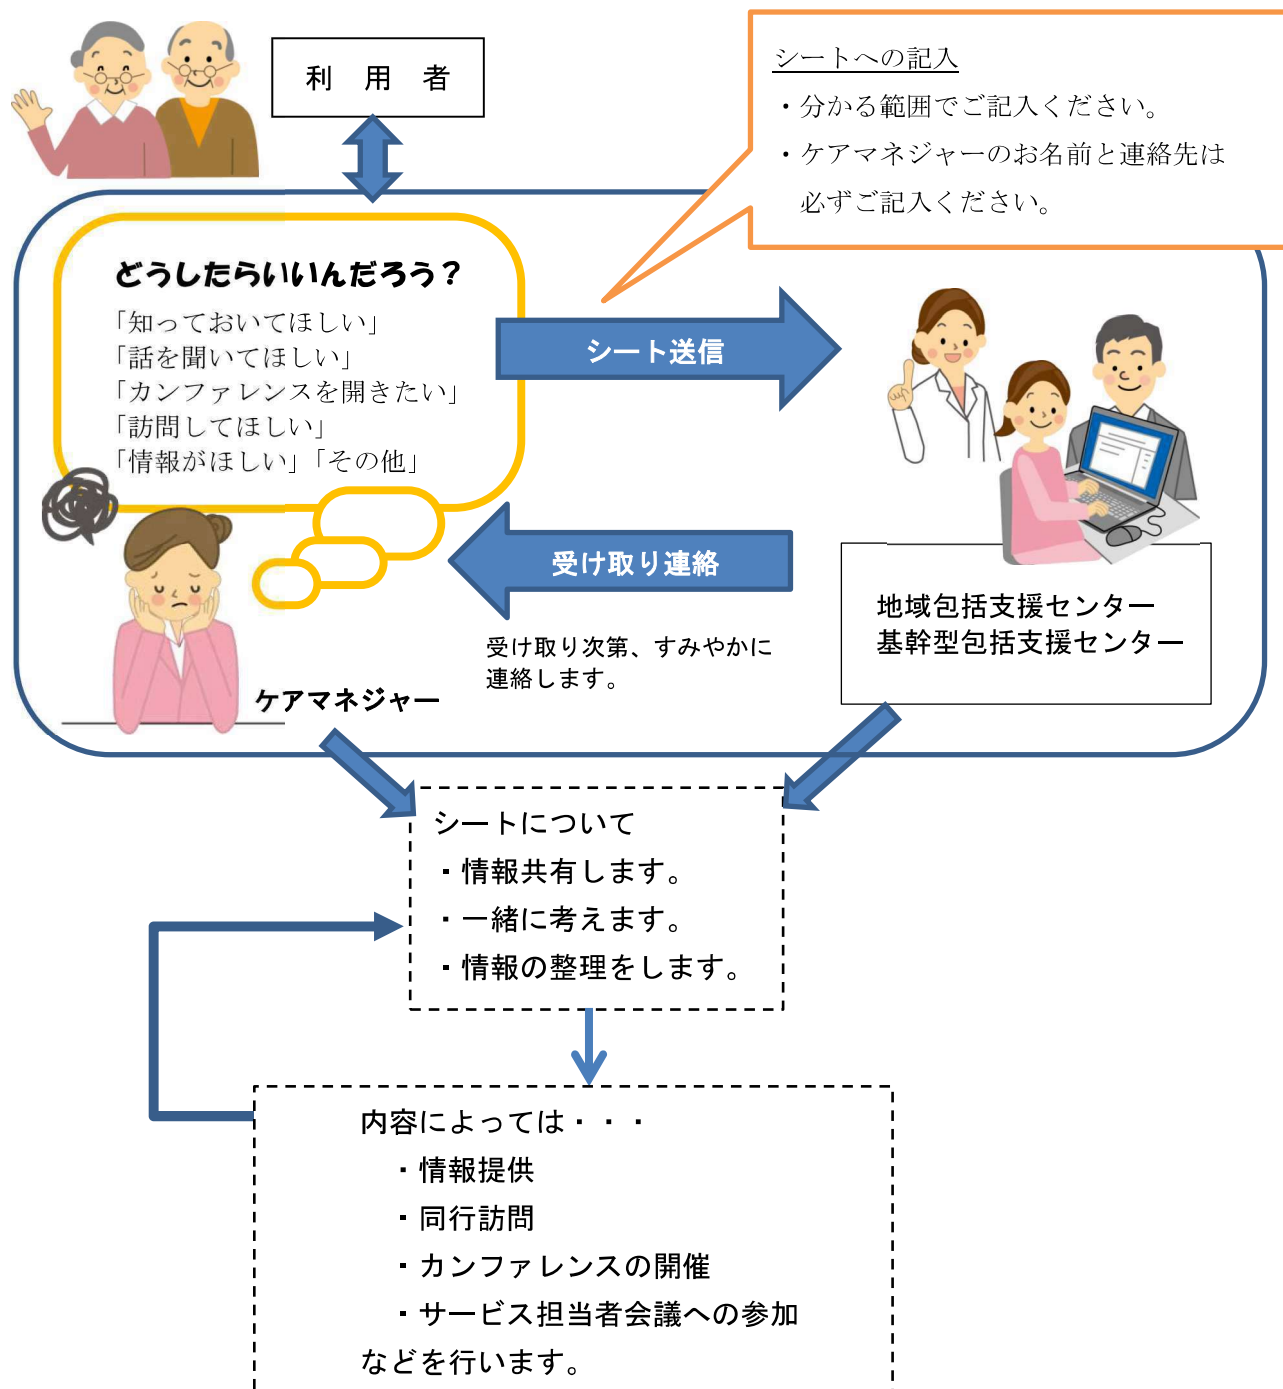 利　用　者
シートへの記入
・分かる範囲でご記入ください。
・ケアマネジャーのお名前と連絡先は
必ずご記入ください。
どうしたらいいんだろう？
「知っておいてほしい」
「話を聞いてほしい」
「カンファレンスを開きたい」
「訪問してほしい」
「情報がほしい」「その他」
シート送信
受け取り連絡
受け取り次第、すみやかに
連絡します。
ケアマネジャー
地域包括支援センター
基幹型包括支援センター
シートについて
・情報共有します。
・一緒に考えます。
・情報の整理をします。
内容によっては・・・
・情報提供
・同行訪問
・カンファレンスの開催
・サービス担当者会議への参加
などを行います。